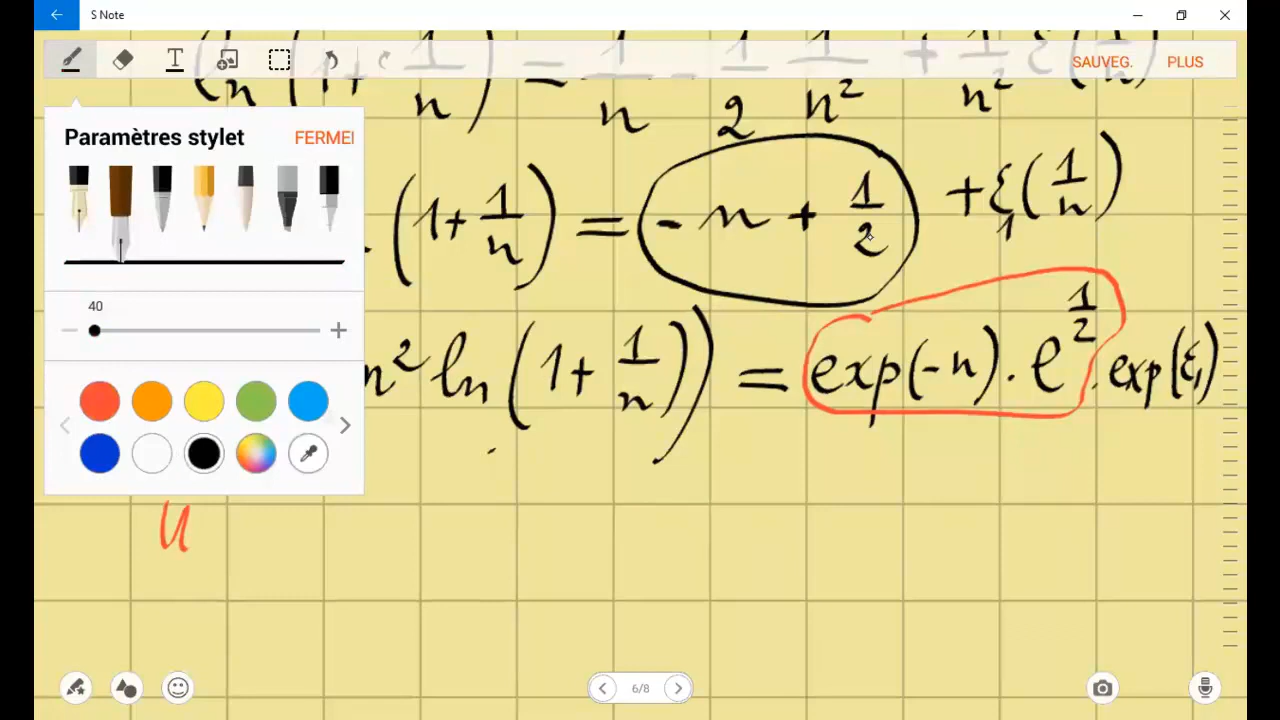 S Note
ln (1 + 1/n) = 1/n - 1/2 1/n² + 1/n² ε(1/n)
SAUVEG. PLUS
Paramètres stylet FERMEI
. (1 + 1/n) = - n + 1/2 + ε₁(1/n)
40
n² ln (1 + 1/n)) = exp(-n) . e^(1/2) . exp(ε₁)
u
6/8